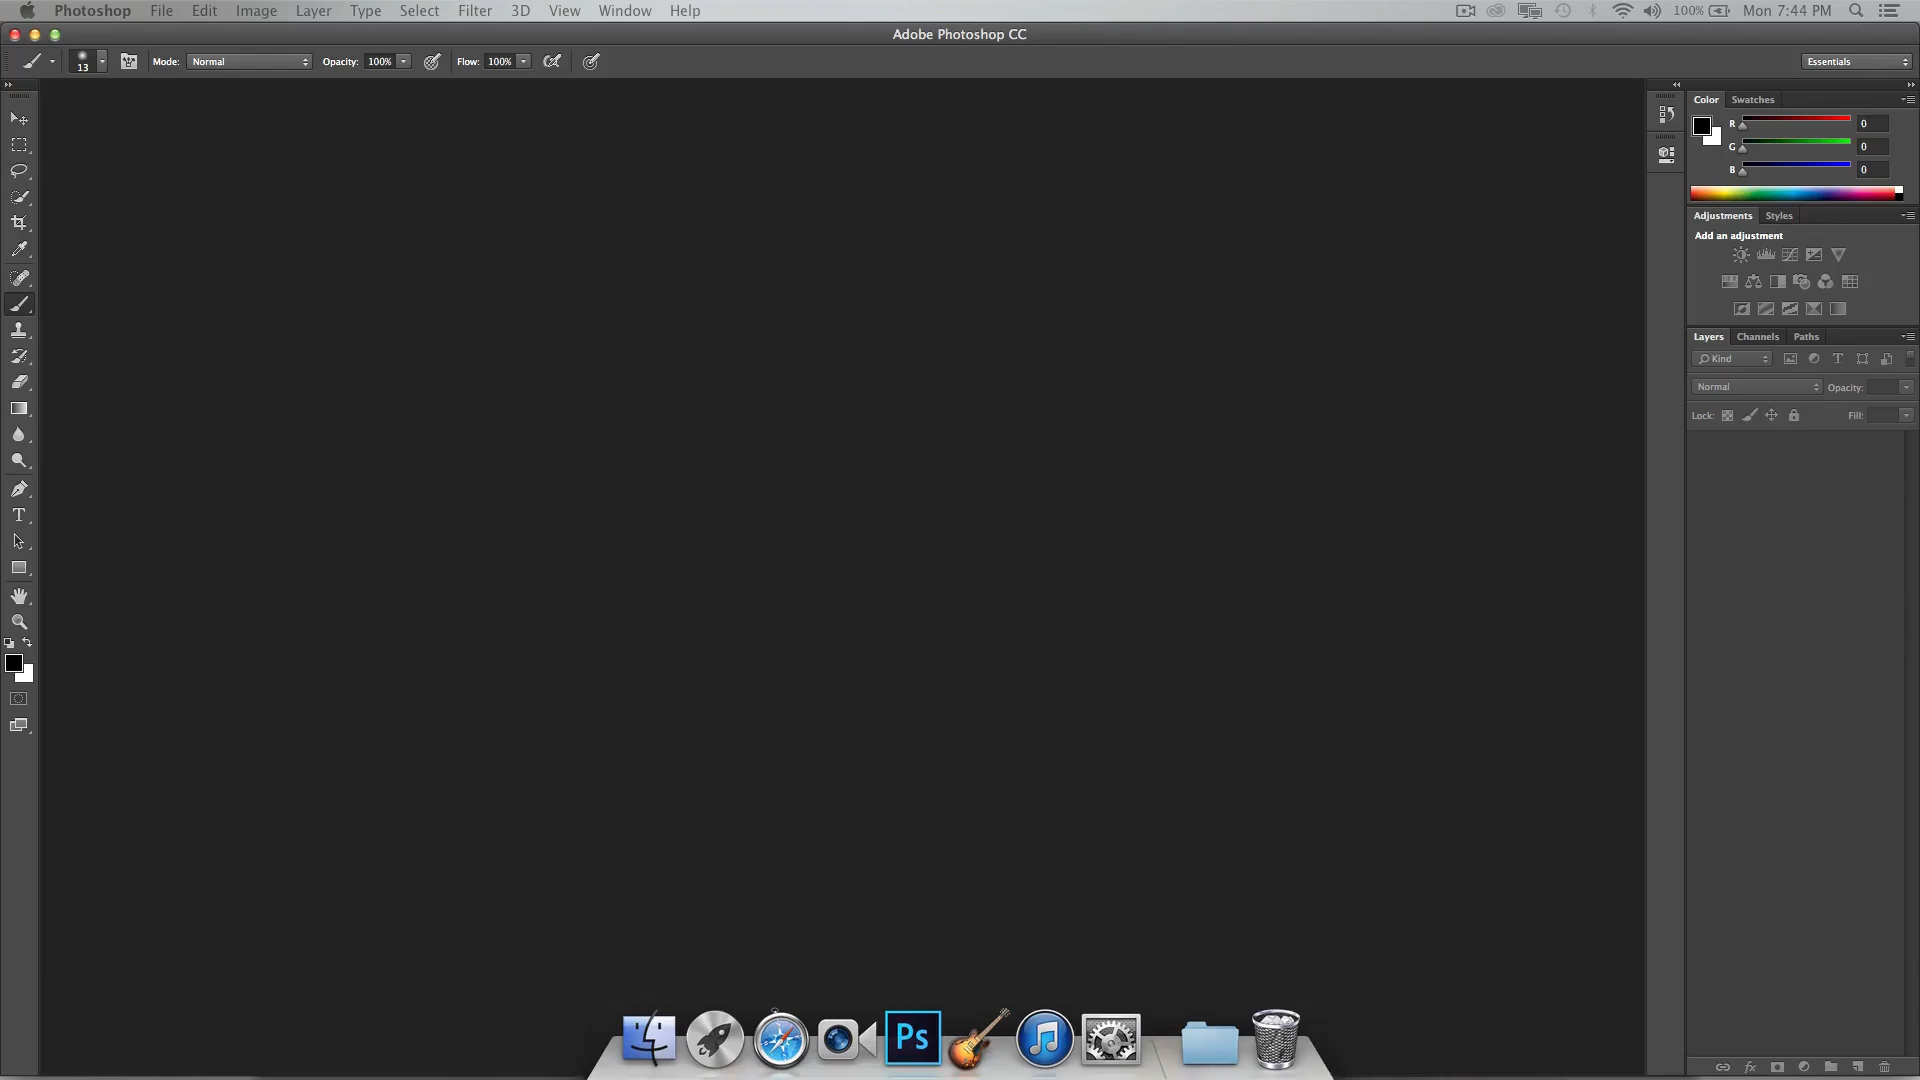 Photoshop File Edit Image Layer Type Select Filter 3D View Window Help 100% Mon 7:44 PM
Adobe Photoshop CC
13 Mode: Normal Opacity: 100% Flow: 100% Essentials
Color Swatches
R 0
G 0
B 0
Adjustments Styles
Add an adjustment
Layers Channels Paths
Kind T
Normal Opacity:
Lock: Fill:
T
fx
Ps